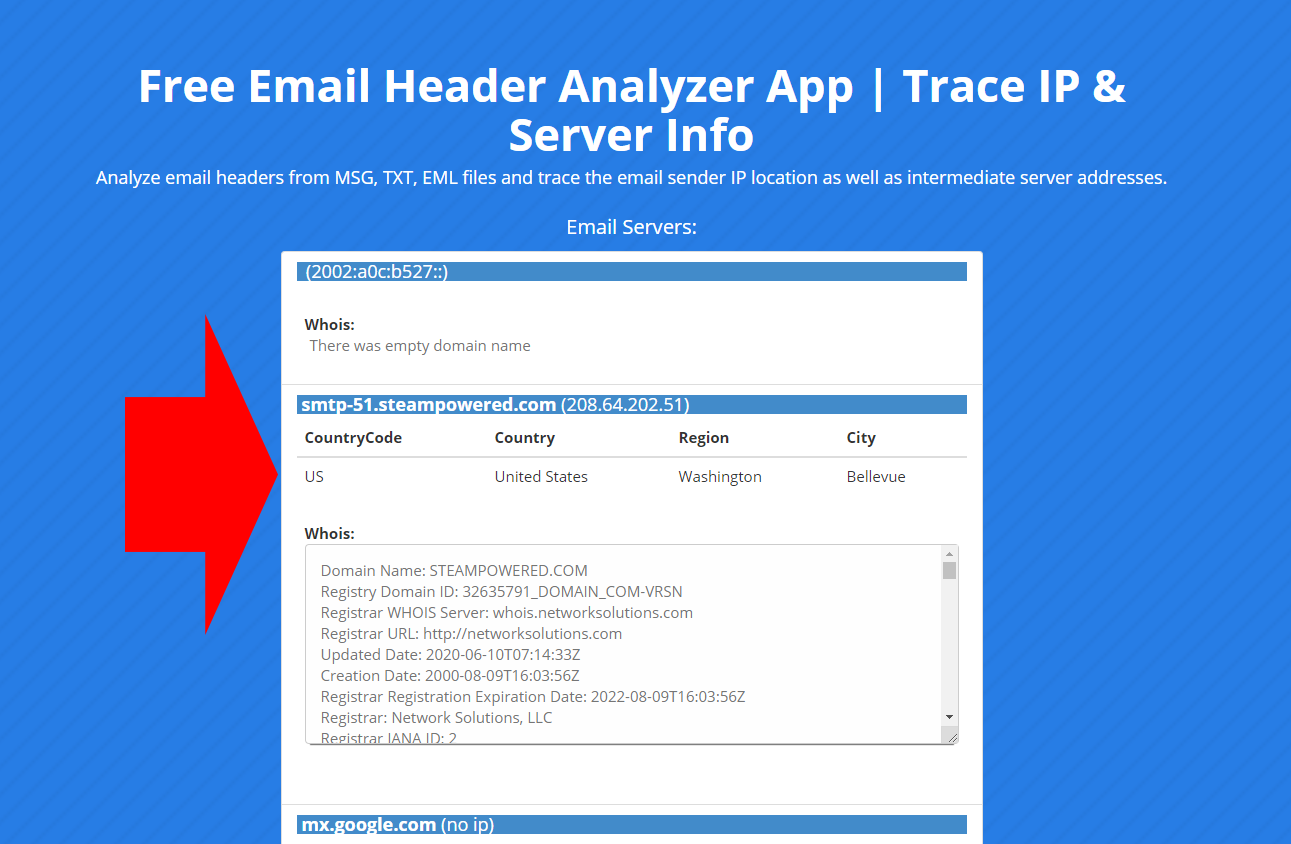 Free Email Header Analyzer App | Trace IP &
Server Info
Analyze email headers from MSG, TXT, EML files and trace the email sender IP location as well as intermediate server addresses.
Email Servers:
(2002:a0c:b527::)
Whois:
There was empty domain name
smtp-51.steampowered.com (208.64.202.51)
CountryCode Country Region City
US United States Washington Bellevue
Whois:
Domain Name: STEAMPOWERED.COM
Registry Domain ID: 32635791_DOMAIN_COM-VRSN
Registrar WHOIS Server: whois.networksolutions.com
Registrar URL: http://networksolutions.com
Updated Date: 2020-06-10T07:14:33Z
Creation Date: 2000-08-09T16:03:56Z
Registrar Registration Expiration Date: 2022-08-09T16:03:56Z
Registrar: Network Solutions, LLC
Registrar IANA ID: 2
mx.google.com (no ip)